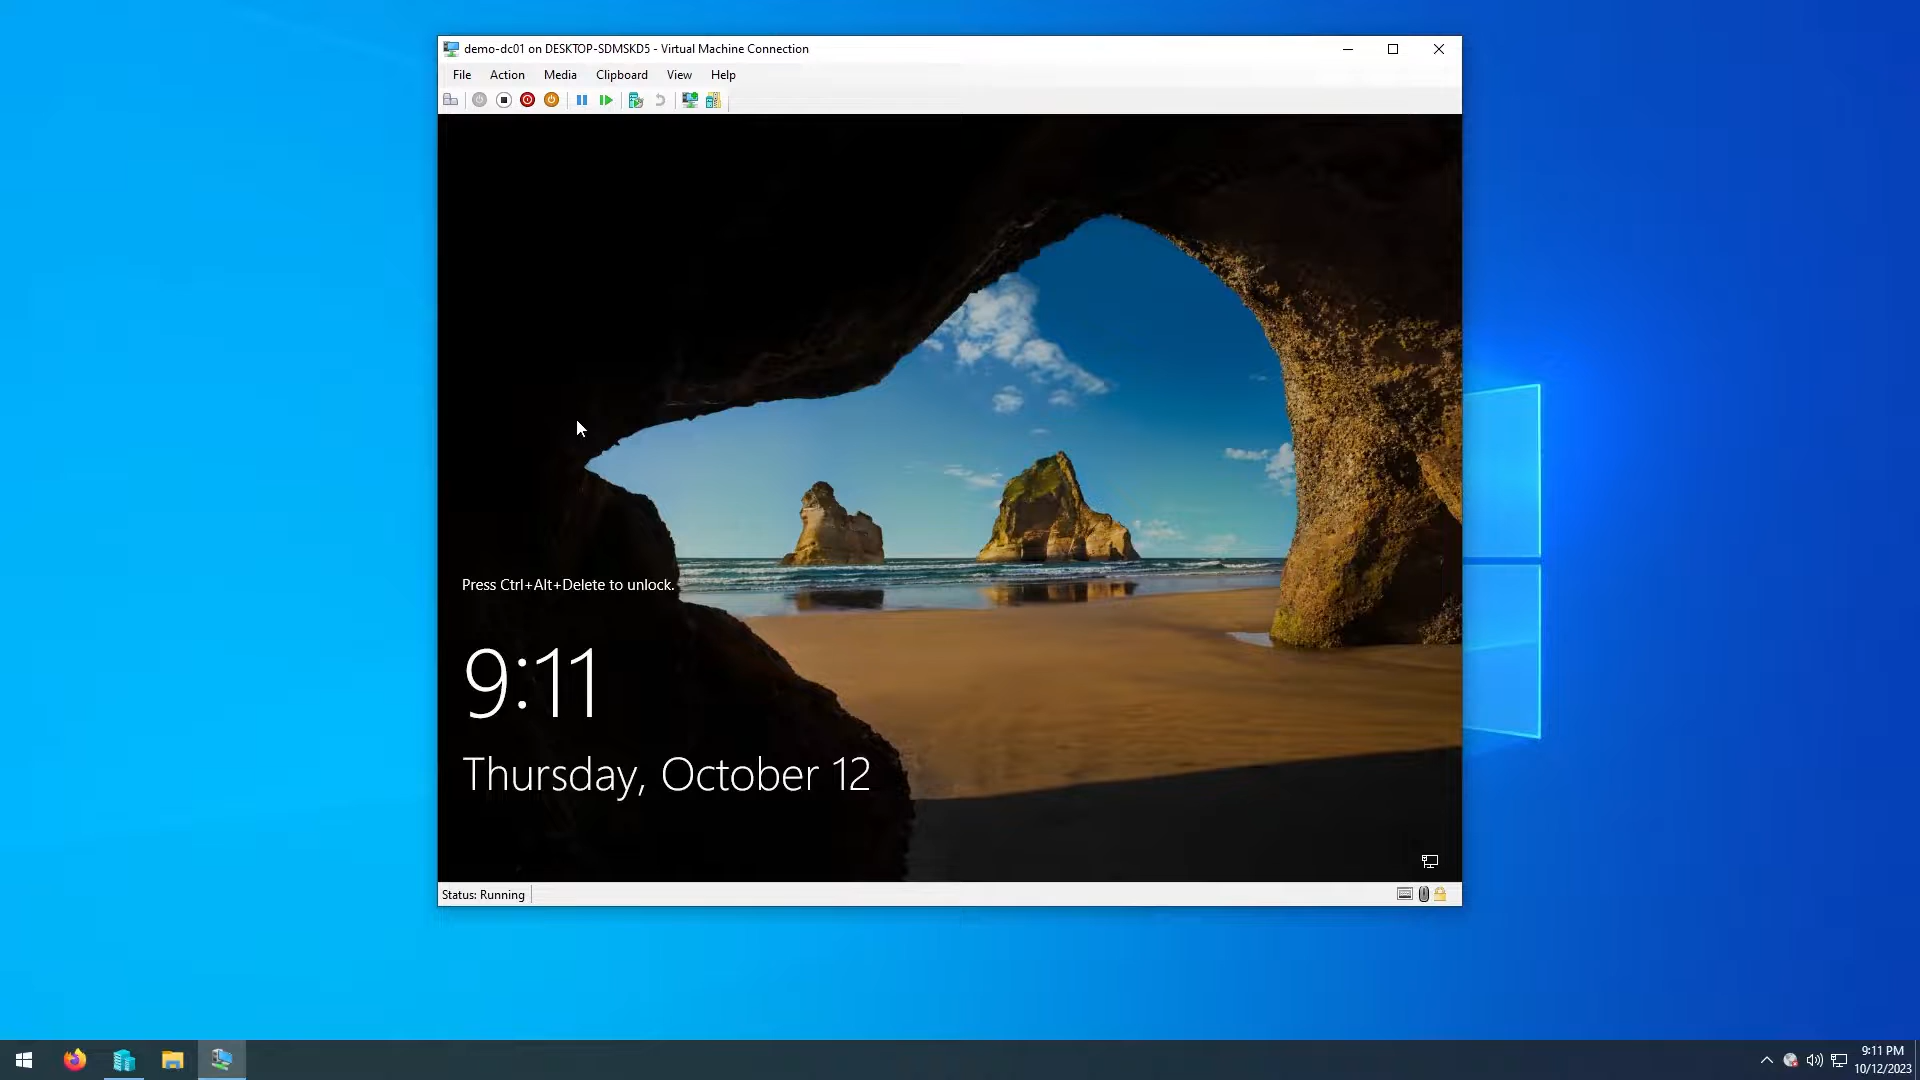 demo-dc01 on DESKTOP-SDMSKD5 - Virtual Machine Connection
File Action Media Clipboard View Help
Press Ctrl+Alt+Delete to unlock.
9:11
Thursday, October 12
Status: Running
9:11 PM
10/12/2023